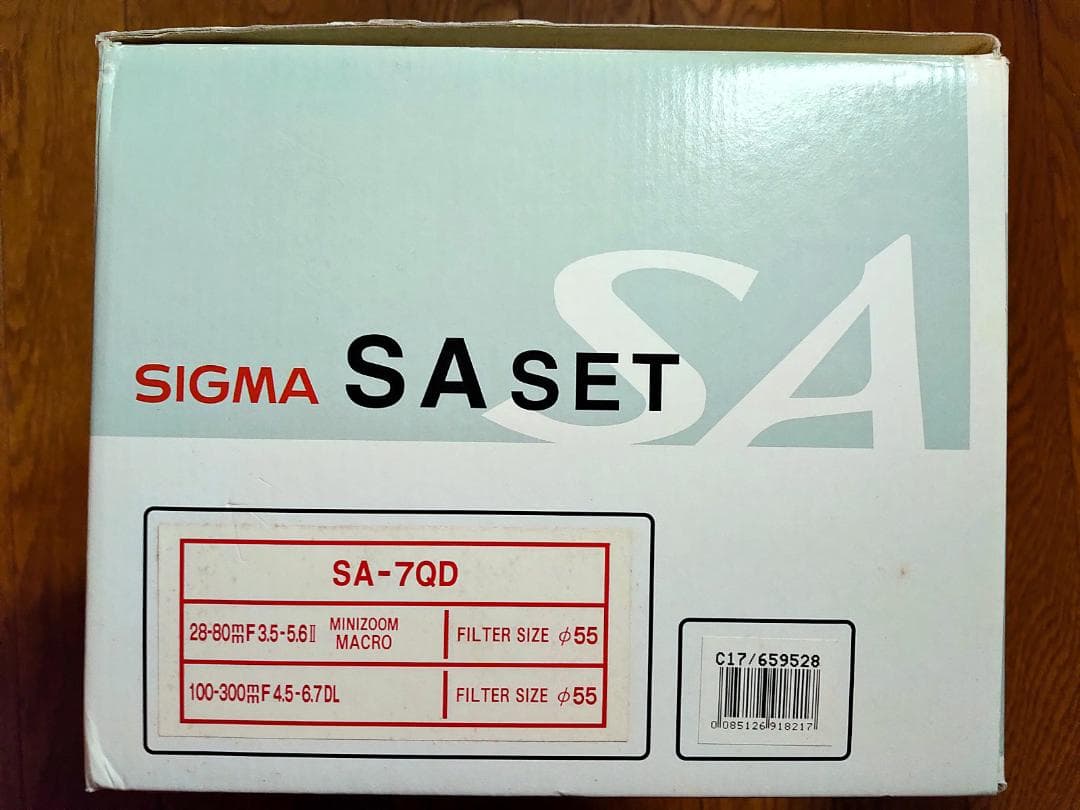 SA
SIGMA SA SET
SA-7QD
28-80mmF3.5-5.6Ⅱ MINIZOOM MACRO FILTER SIZE φ55
100-300mmF4.5-6.7DL FILTER SIZE φ55
C17/659528
0 085126 918217